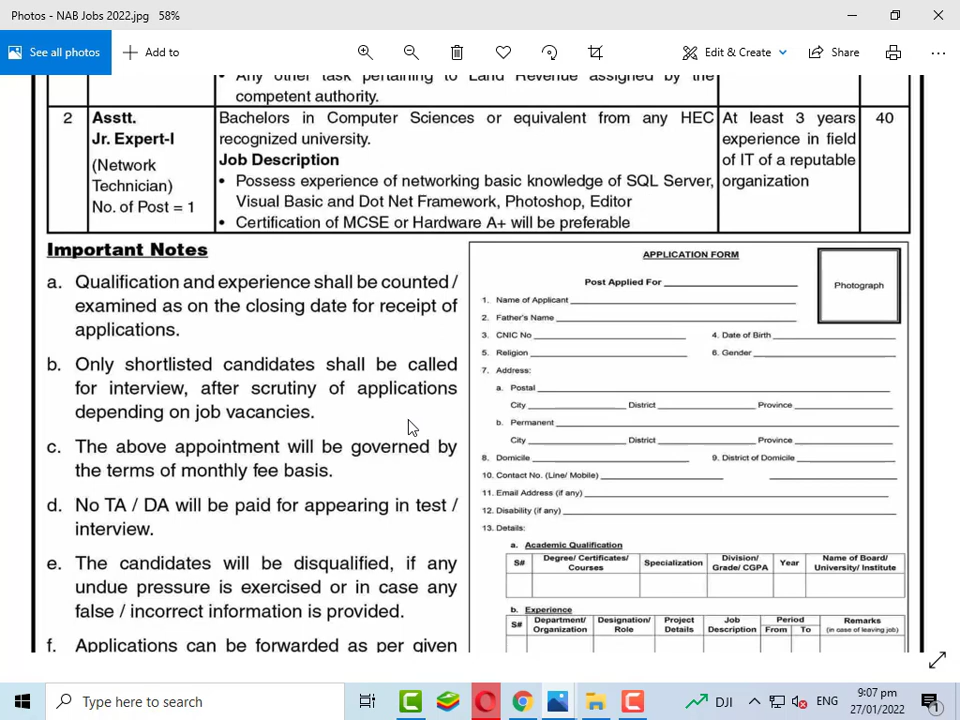 Photos - NAB Jobs 2022.jpg 58%
See all photos
Add to
Edit & Create
Share
• Any other task pertaining to Land Revenue assigned by the
competent authority.
2
Asstt.
Jr. Expert-I
(Network
Technician)
No. of Post = 1
Bachelors in Computer Sciences or equivalent from any HEC
recognized university.
Job Description
• Possess experience of networking basic knowledge of SQL Server,
Visual Basic and Dot Net Framework, Photoshop, Editor
• Certification of MCSE or Hardware A+ will be preferable
At least 3 years
experience in field
of IT of a reputable
organization
40
Important Notes
a. Qualification and experience shall be counted /
examined as on the closing date for receipt of
applications.
b. Only shortlisted candidates shall be called
for interview, after scrutiny of applications
depending on job vacancies.
c. The above appointment will be governed by
the terms of monthly fee basis.
d. No TA / DA will be paid for appearing in test /
interview.
e. The candidates will be disqualified, if any
undue pressure is exercised or in case any
false / incorrect information is provided.
f. Applications can be forwarded as per given
APPLICATION FORM
Photograph
Post Applied For
1. Name of Applicant
2. Father's Name
3. CNIC No
4. Date of Birth
5. Religion
6. Gender
7. Address:
a. Postal
City District Province
b. Permanent
City District Province
8. Domicile
9. District of Domicile
10. Contact No. (Line/ Mobile)
11. Email Address (if any)
12. Disability (if any)
13. Details:
a. Academic Qualification
S#
Degree/ Certificates/
Courses
Specialization
Division/
Grade/ CGPA
Year
Name of Board/
University/ Institute
b. Experience
S#
Department/
Organization
Designation/
Role
Project
Details
Job
Description
Period
From To
Remarks
(in case of leaving job)
Type here to search
DJI
ENG
9:07 pm
27/01/2022
1